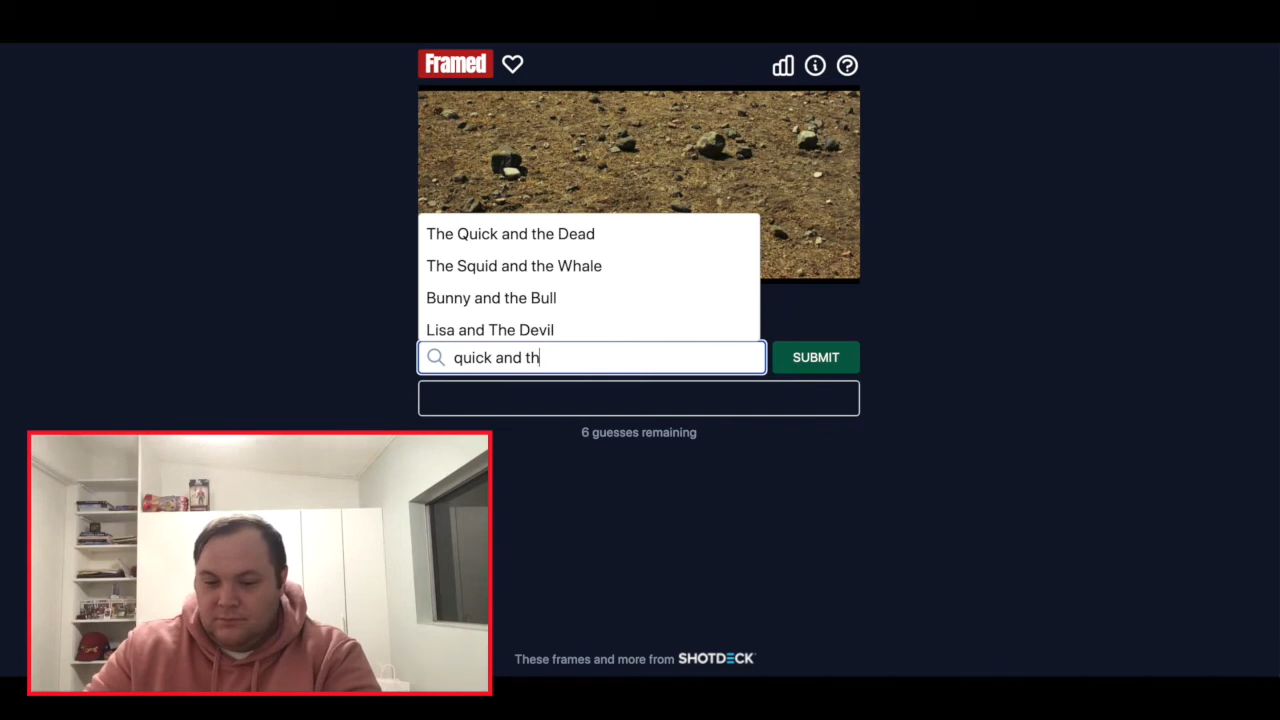 Framed
The Quick and the Dead
The Squid and the Whale
Bunny and the Bull
Lisa and The Devil
quick and th
SUBMIT
6 guesses remaining
These frames and more from SHOTDECK